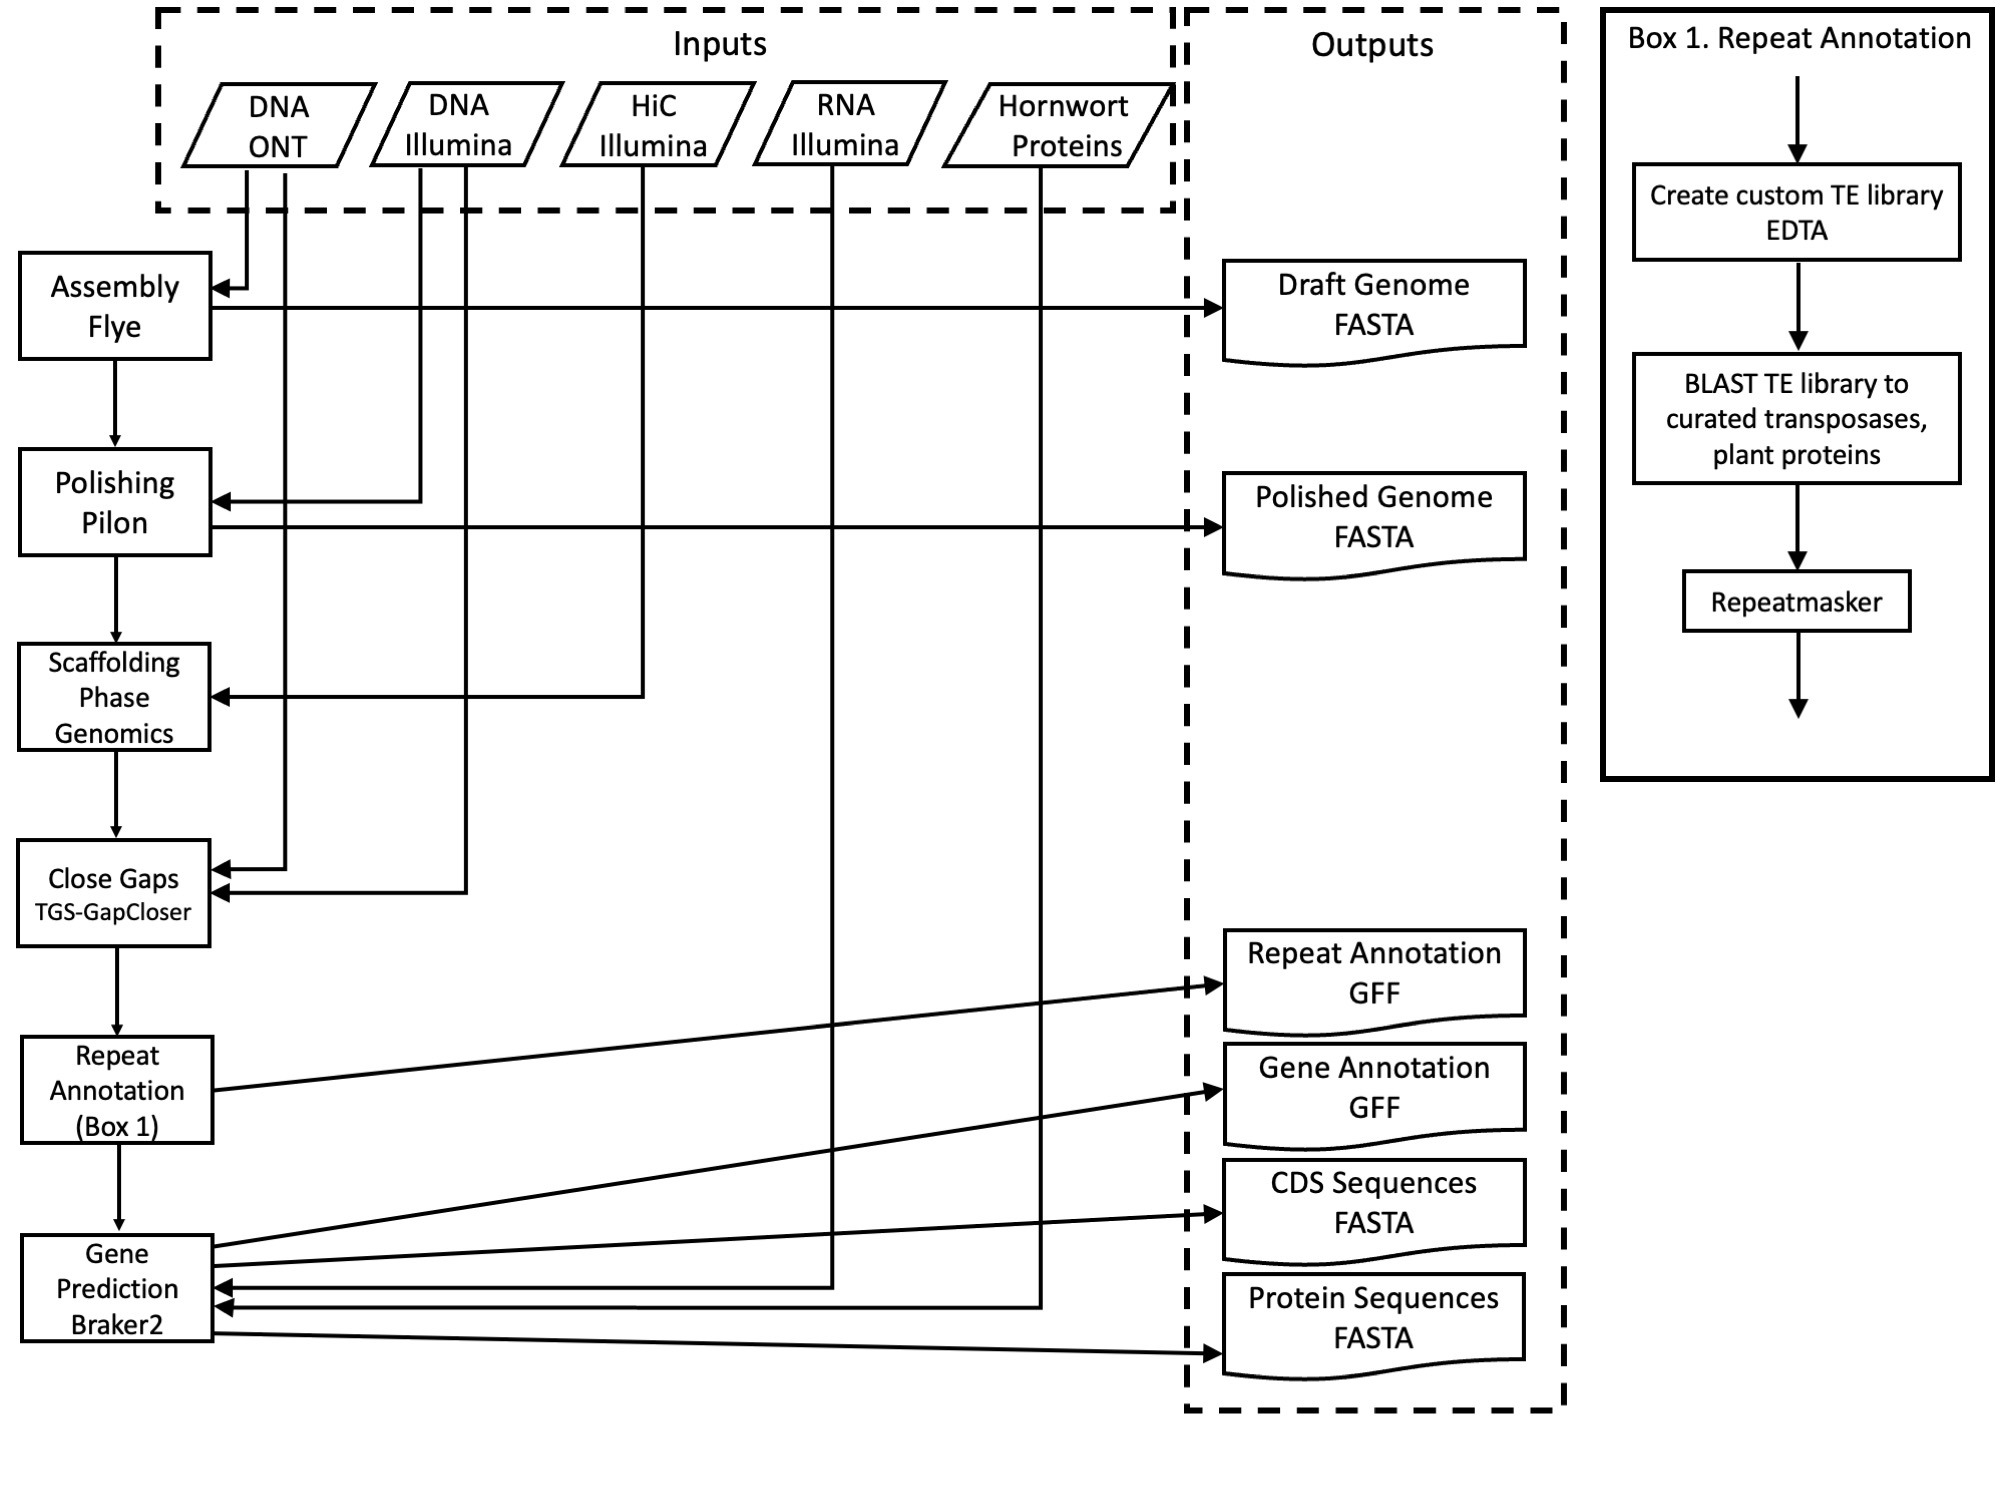 Inputs
DNA
ONT
DNA
Illumina
HiC
Illumina
RNA
Illumina
Hornwort
Proteins
Assembly
Flye
Polishing
Pilon
Scaffolding
Phase
Genomics
Close Gaps
TGS-GapCloser
Repeat
Annotation
(Box 1)
Gene
Prediction
Braker2
Outputs
Draft Genome
FASTA
Polished Genome
FASTA
Repeat Annotation
GFF
Gene Annotation
GFF
CDS Sequences
FASTA
Protein Sequences
FASTA
Box 1. Repeat Annotation
Create custom TE library
EDTA
BLAST TE library to
curated transposases,
plant proteins
Repeatmasker